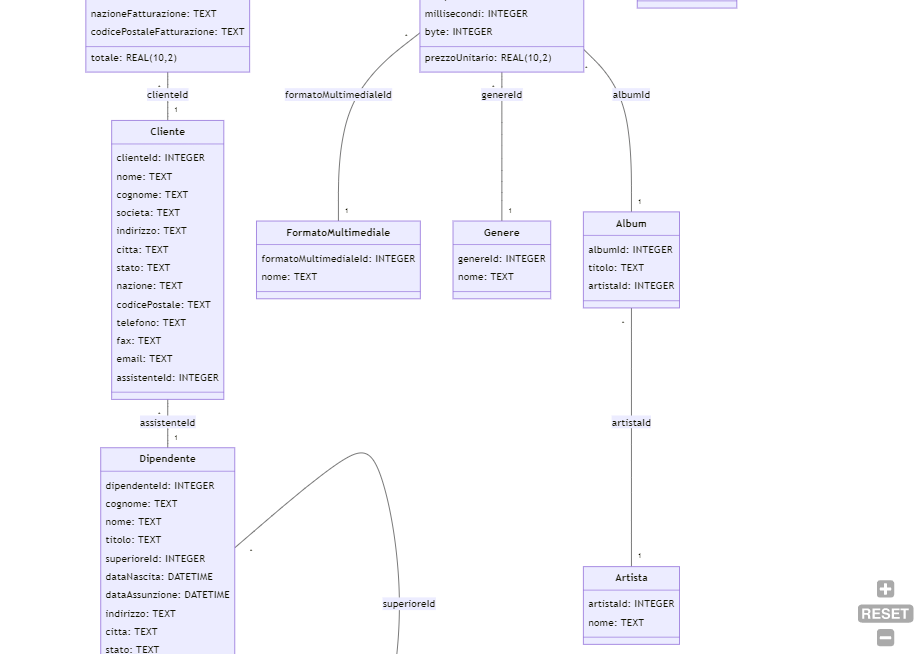 nazioneFatturazione: TEXT
codicePostaleFatturazione: TEXT
totale: REAL(10,2)
millisecondi: INTEGER
byte: INTEGER
prezzoUnitario: REAL(10,2)
clienteId
formatoMultimedialeId
genereId
albumId
1
Cliente
clienteId: INTEGER
nome: TEXT
cognome: TEXT
societa: TEXT
indirizzo: TEXT
citta: TEXT
stato: TEXT
nazione: TEXT
codicePostale: TEXT
telefono: TEXT
fax: TEXT
email: TEXT
assistenteId: INTEGER
1
FormatoMultimediale
formatoMultimedialeId: INTEGER
nome: TEXT
1
Genere
genereId: INTEGER
nome: TEXT
1
Album
albumId: INTEGER
titolo: TEXT
artistaId: INTEGER
assistenteId
artistaId
1
Dipendente
dipendenteId: INTEGER
cognome: TEXT
nome: TEXT
titolo: TEXT
superioreId: INTEGER
dataNascita: DATETIME
dataAssunzione: DATETIME
indirizzo: TEXT
citta: TEXT
stato: TEXT
superioreId
1
Artista
artistaId: INTEGER
nome: TEXT
+
RESET
−